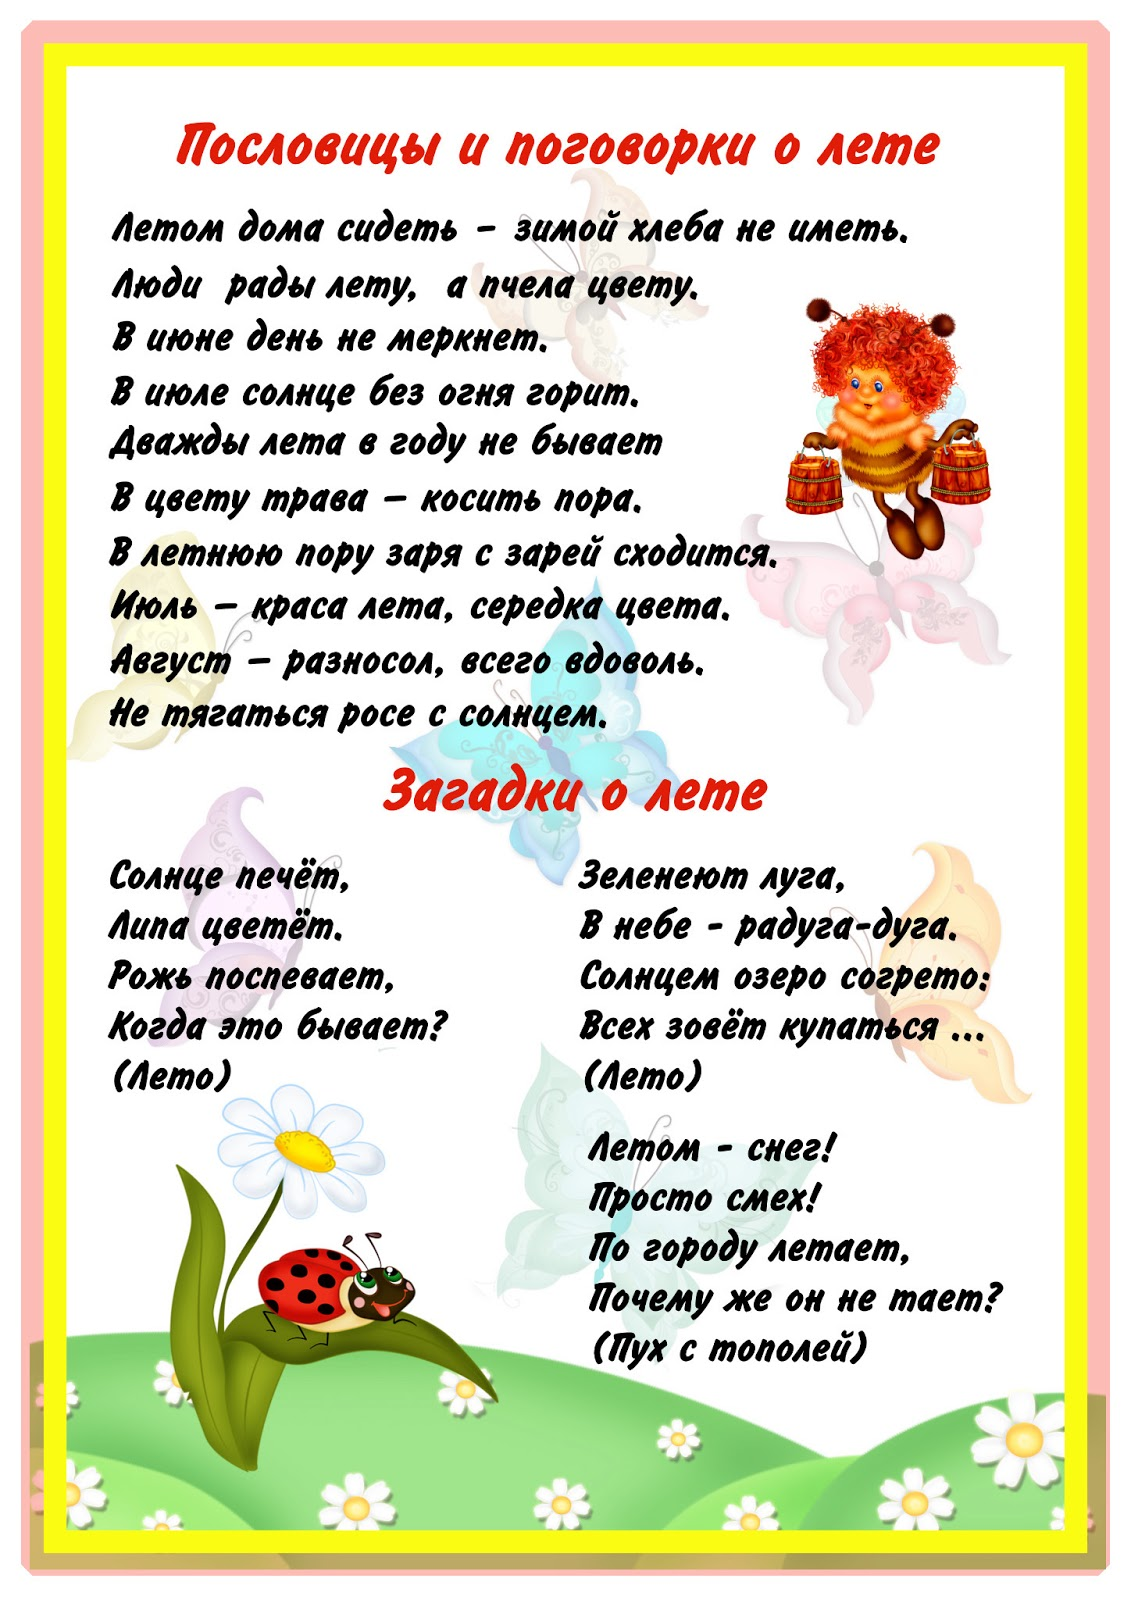 Пословицы и поговорки о лете
Летом дома сидеть – зимой хлеба не иметь.
Люди рады лету, а пчела цвету.
В июне день не меркнет.
В июле солнце без огня горит.
Дважды лета в году не бывает
В цвету трава – косить пора.
В летнюю пору заря с зарей сходится.
Июль – краса лета, середка цвета.
Август – разносол, всего вдоволь.
Не тягаться росе с солнцем.
Загадки о лете
Солнце печёт,
Липа цветёт.
Рожь поспевает,
Когда это бывает?
(Лето)
Зеленеют луга,
В небе - радуга-дуга.
Солнцем озеро согрето:
Всех зовёт купаться ...
(Лето)
Летом - снег!
Просто смех!
По городу летает,
Почему же он не тает?
(Пух с тополей)